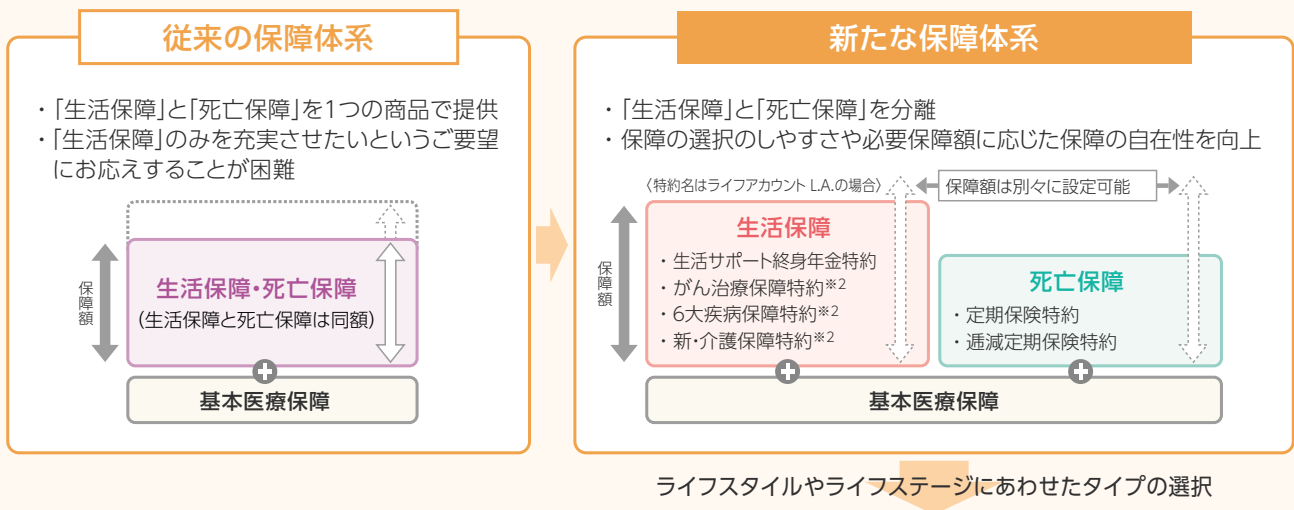 従来の保障体系
・「生活保障」と「死亡保障」を1つの商品で提供
・「生活保障」のみを充実させたいというご要望
にお応えすることが困難
保障額
生活保障・死亡保障
(生活保障と死亡保障は同額)
基本医療保障
新たな保障体系
・「生活保障」と「死亡保障」を分離
・保障の選択のしやすさや必要保障額に応じた保障の自在性を向上
〈特約名はライフアカウント L.A.の場合〉
保障額は別々に設定可能
保障額
生活保障
・生活サポート終身年金特約
・がん治療保障特約※2
・6大疾病保障特約※2
・新・介護保障特約※2
死亡保障
・定期保険特約
・逓減定期保険特約
基本医療保障
ライフスタイルやライフステージにあわせたタイプの選択